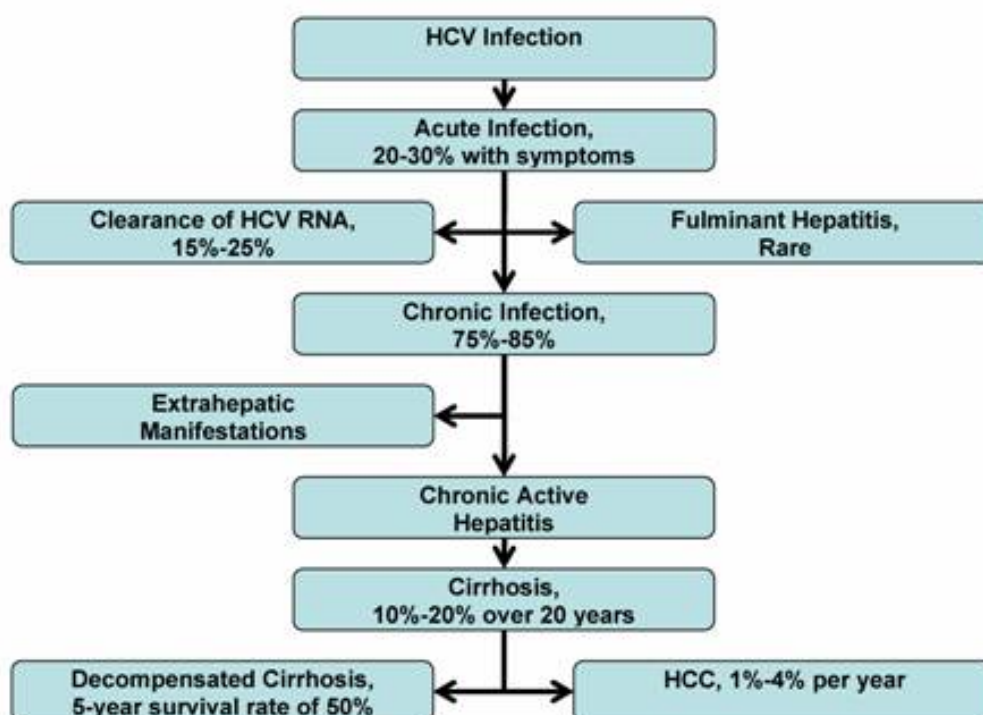 HCV Infection
Acute Infection,
20-30% with symptoms
Clearance of HCV RNA,
15%-25%
Fulminant Hepatitis,
Rare
Chronic Infection,
75%-85%
Extrahepatic
Manifestations
Chronic Active
Hepatitis
Cirrhosis,
10%-20% over 20 years
Decompensated Cirrhosis,
5-year survival rate of 50%
HCC, 1%-4% per year